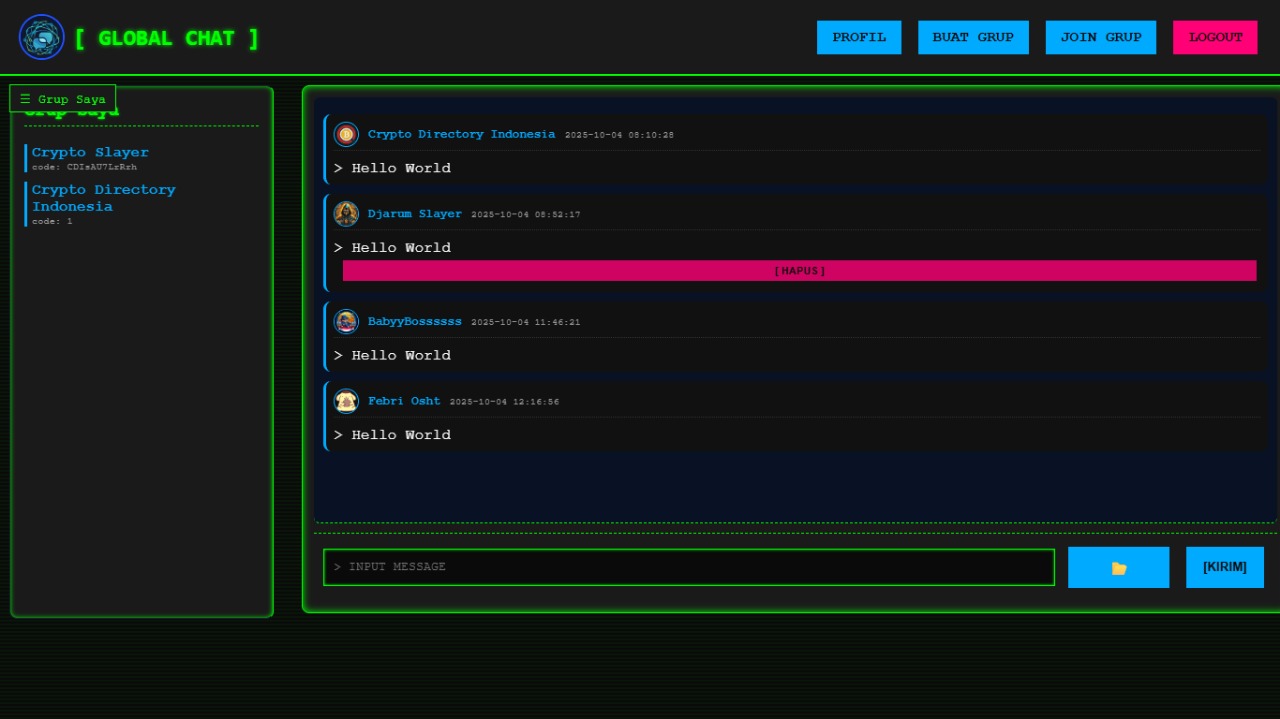 [ GLOBAL CHAT ]
PROFIL
BUAT GRUP
JOIN GRUP
LOGOUT
☰ Grup Saya
Grup Saya
Crypto Slayer
code: CDIsAU7LrRrh
Crypto Directory
Indonesia
code: 1
Crypto Directory Indonesia 2025-10-04 08:10:28
> Hello World
Djarum Slayer 2025-10-04 08:52:17
> Hello World
[ HAPUS ]
BabyyBossssss 2025-10-04 11:46:21
> Hello World
Febri Osht 2025-10-04 12:16:56
> Hello World
> INPUT MESSAGE
[KIRIM]